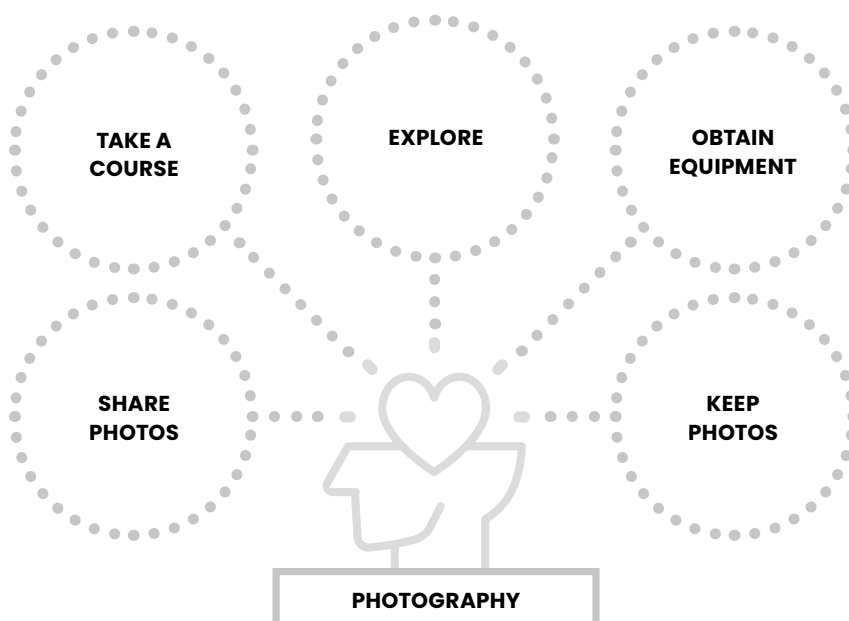 TAKE A
COURSE
EXPLORE
OBTAIN
EQUIPMENT
SHARE
PHOTOS
KEEP
PHOTOS
PHOTOGRAPHY